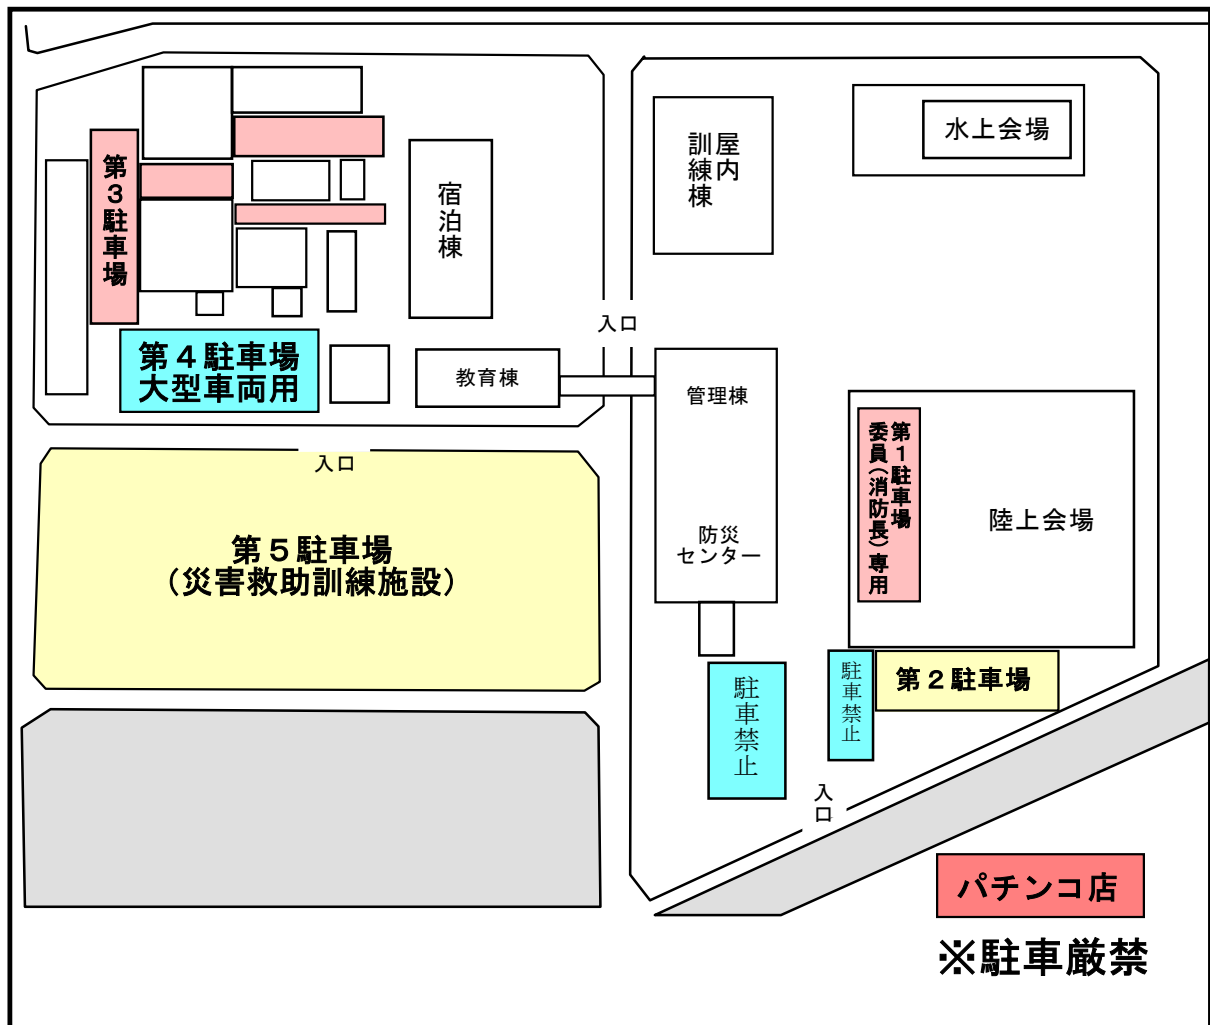 水上会場
屋内
訓練棟
第３駐車場
宿泊棟
入口
第４駐車場
大型車両用
教育棟
管理棟
第１駐車場
委員（消防長）専用
入口
陸上会場
防災
センター
第５駐車場
（災害救助訓練施設）
駐車禁止
駐車禁止
第２駐車場
入口
パチンコ店
※駐車厳禁